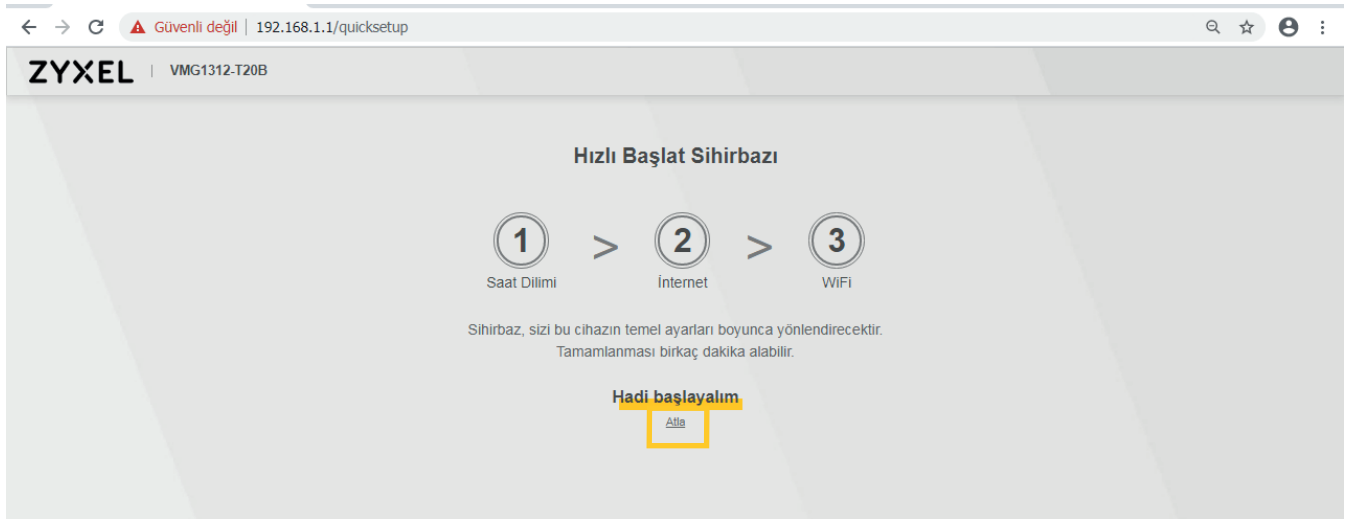 Güvenli değil | 192.168.1.1/quicksetup
ZYXEL | VMG1312-T20B
Hızlı Başlat Sihirbazı
1 > 2 > 3
Saat Dilimi İnternet WiFi
Sihirbaz, sizi bu cihazın temel ayarları boyunca yönlendirecektir.
Tamamlanması birkaç dakika alabilir.
Hadi başlayalım
Atla